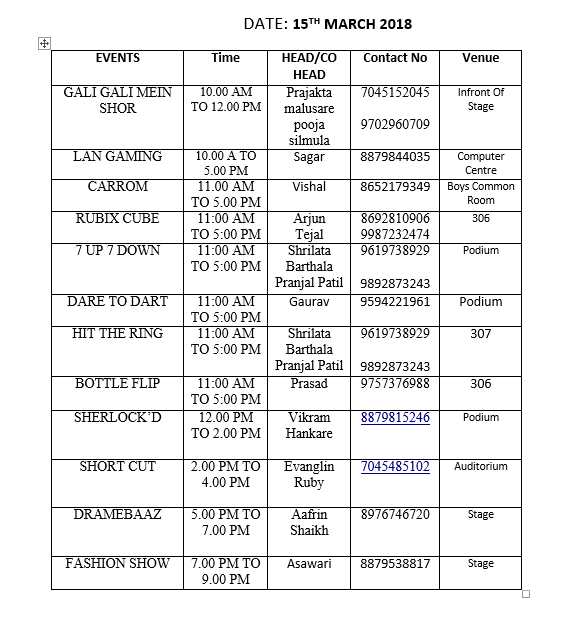 DATE: 15TH MARCH 2018
EVENTS Time HEAD/CO HEAD Contact No Venue
GALI GALI MEIN SHOR 10.00 AM TO 12.00 PM Prajakta malusare pooja silmula 7045152045 9702960709 Infront Of Stage
LAN GAMING 10.00 A TO 5.00 PM Sagar 8879844035 Computer Centre
CARROM 11.00 AM TO 5.00 PM Vishal 8652179349 Boys Common Room
RUBIX CUBE 11:00 AM TO 5:00 PM Arjun Tejal 8692810906 9987232474 306
7 UP 7 DOWN 11:00 AM TO 5:00 PM Shrilata Barthala Pranjal Patil 9619738929 9892873243 Podium
DARE TO DART 11:00 AM TO 5:00 PM Gaurav 9594221961 Podium
HIT THE RING 11:00 AM TO 5:00 PM Shrilata Barthala Pranjal Patil 9619738929 9892873243 307
BOTTLE FLIP 11:00 AM TO 5:00 PM Prasad 9757376988 306
SHERLOCK'D 12.00 PM TO 2.00 PM Vikram Hankare 8879815246 Podium
SHORT CUT 2.00 PM TO 4.00 PM Evanglin Ruby 7045485102 Auditorium
DRAMEBAAZ 5.00 PM TO 7.00 PM Aafrin Shaikh 8976746720 Stage
FASHION SHOW 7.00 PM TO 9.00 PM Asawari 8879538817 Stage